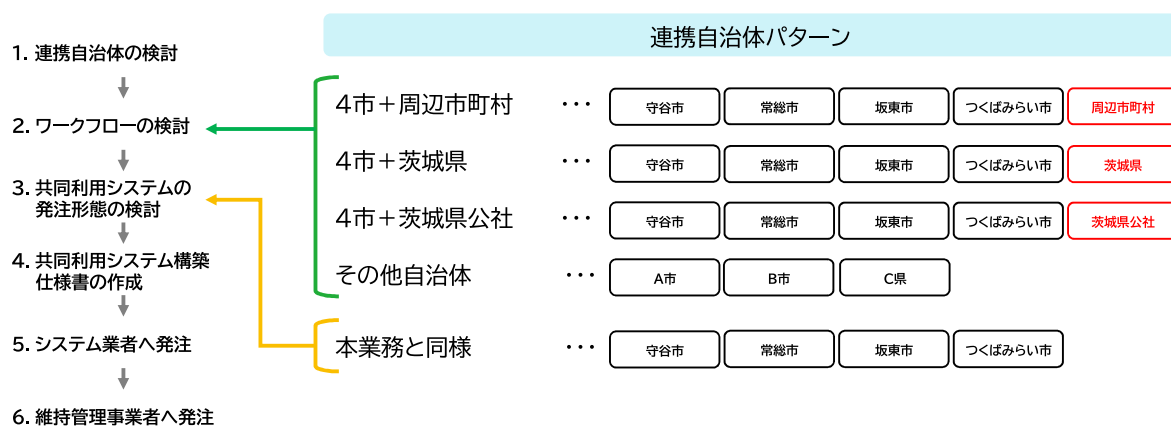 連携自治体パターン
1. 連携自治体の検討
2. ワークフローの検討
3. 共同利用システムの
発注形態の検討
4. 共同利用システム構築
仕様書の作成
5. システム業者へ発注
6. 維持管理事業者へ発注
4市＋周辺市町村 ··· 守谷市 常総市 坂東市 つくばみらい市 周辺市町村
4市＋茨城県 ··· 守谷市 常総市 坂東市 つくばみらい市 茨城県
4市＋茨城県公社 ··· 守谷市 常総市 坂東市 つくばみらい市 茨城県公社
その他自治体 ··· A市 B市 C県
本業務と同様 ··· 守谷市 常総市 坂東市 つくばみらい市